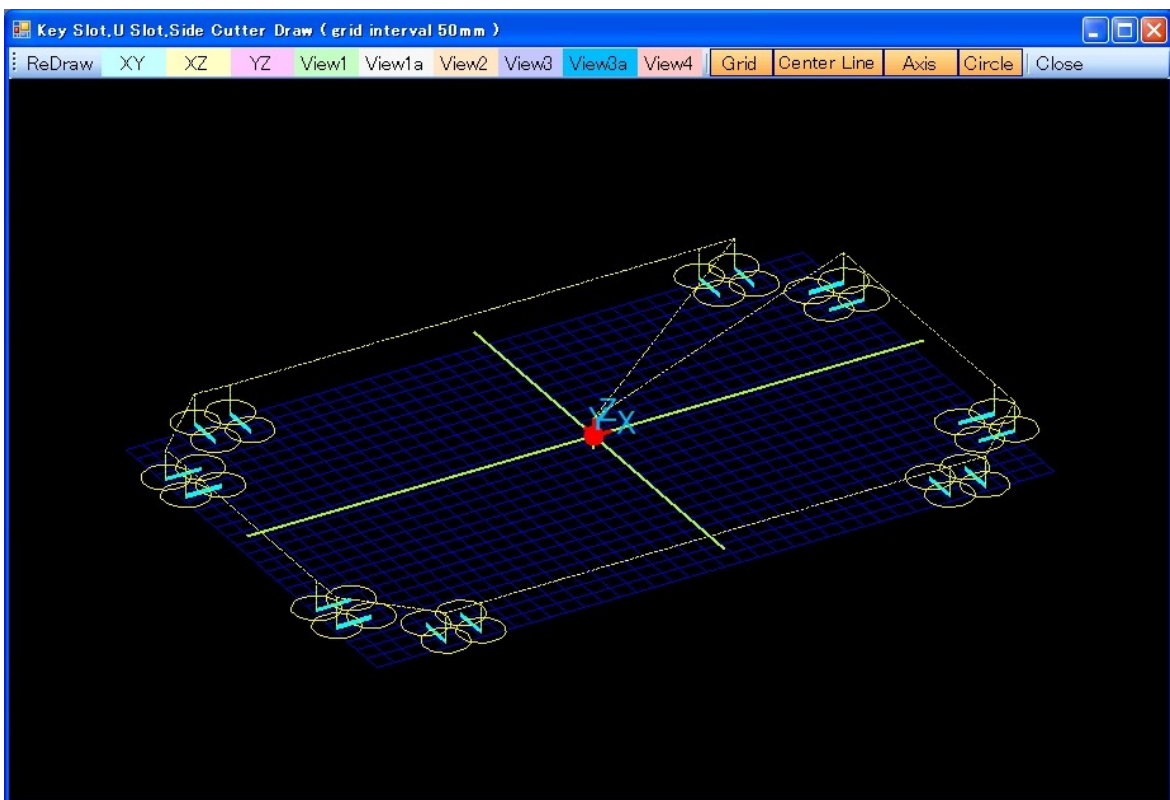 Key Slot,U Slot,Side Cutter Draw ( grid interval 50mm )
ReDraw XY XZ YZ View1 View1a View2 View3 View3a View4 Grid Center Line Axis Circle Close
Y Z X